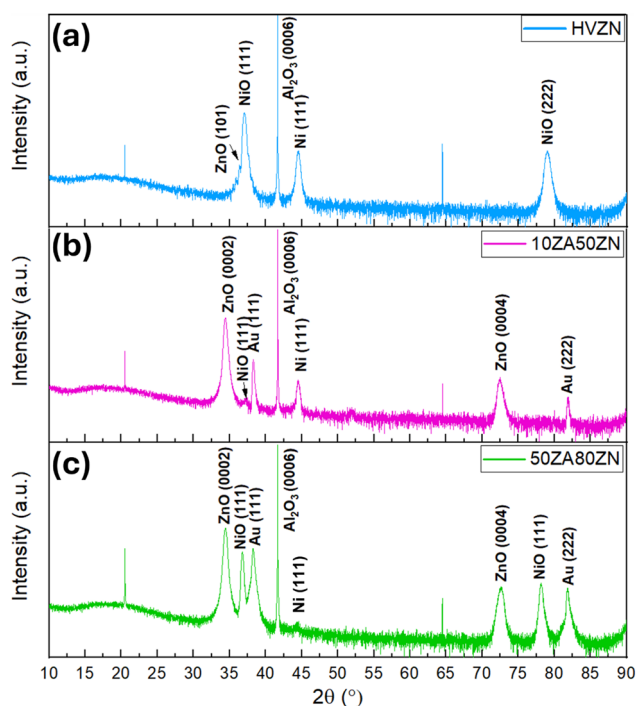 (a)
HVZN
Intensity (a.u.)
ZnO (101)
NiO (111)
Al₂O₃ (0006)
Ni (111)
NiO (222)
(b)
10ZA50ZN
Intensity (a.u.)
ZnO (0002)
NiO (111)
Au (111)
Al₂O₃ (0006)
Ni (111)
ZnO (0004)
Au (222)
(c)
50ZA80ZN
Intensity (a.u.)
ZnO (0002)
NiO (111)
Au (111)
Al₂O₃ (0006)
Ni (111)
ZnO (0004)
NiO (111)
Au (222)
10 15 20 25 30 35 40 45 50 55 60 65 70 75 80 85 90
2θ (°)